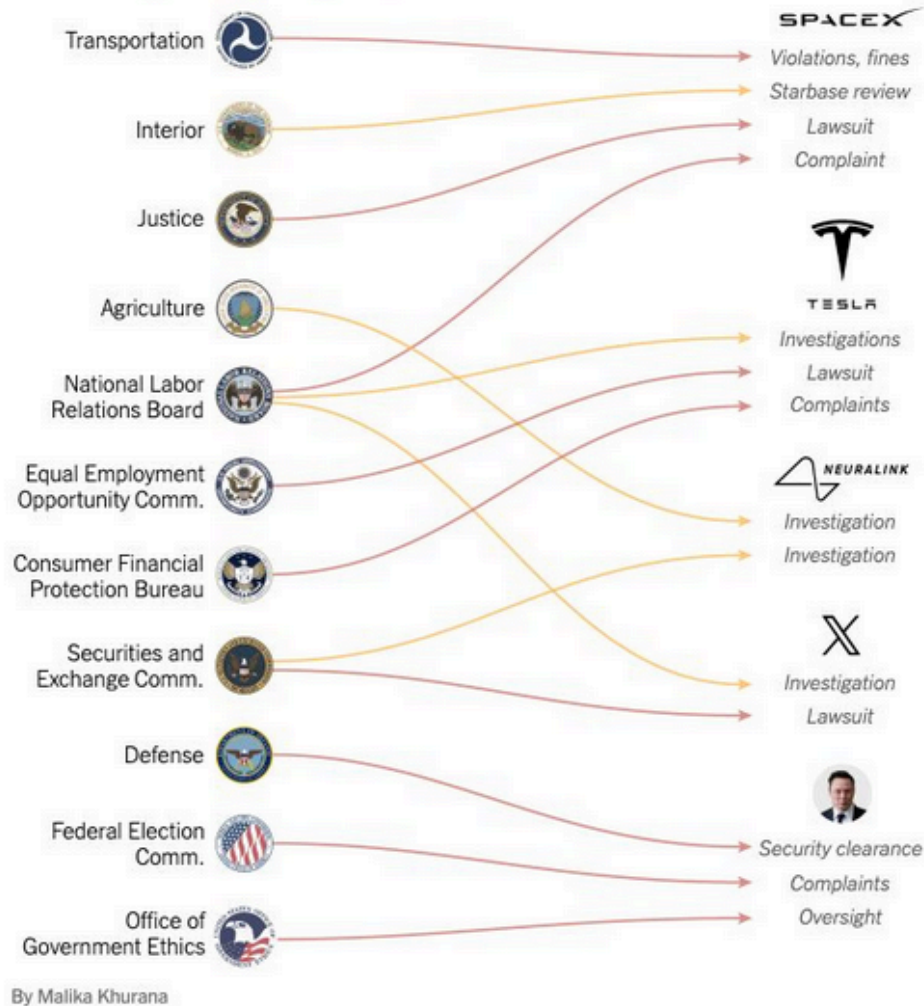 Transportation
Interior
Justice
Agriculture
National Labor
Relations Board
Equal Employment
Opportunity Comm.
Consumer Financial
Protection Bureau
Securities and
Exchange Comm.
Defense
Federal Election
Comm.
Office of
Government Ethics
SPACEX
Violations, fines
Starbase review
Lawsuit
Complaint
TESLA
Investigations
Lawsuit
Complaints
NEURALINK
Investigation
Investigation
X
Investigation
Lawsuit
Security clearance
Complaints
Oversight
By Malika Khurana